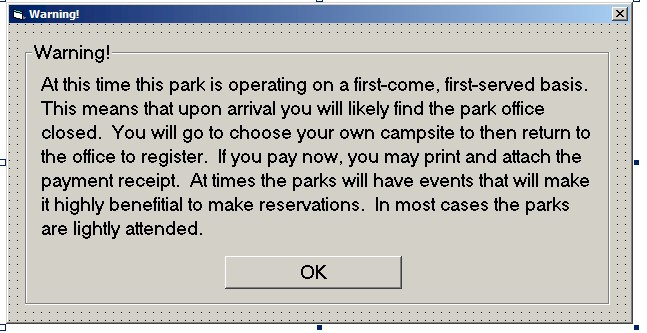 Warning!
Warning!
At this time this park is operating on a first-come, first-served basis.
This means that upon arrival you will likely find the park office
closed.  You will go to choose your own campsite to then return to
the office to register.  If you pay now, you may print and attach the
payment receipt.  At times the parks will have events that will make
it highly benefitial to make reservations.  In most cases the parks
are lightly attended.
OK